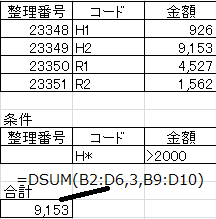 整理番号 コード 金額
23348 H1 926
23349 H2 9,153
23350 R1 4,527
23351 R2 1,562
条件
整理番号 コード 金額
H* >2000
=DSUM(B2:D6,3,B9:D10)
合計
9,153